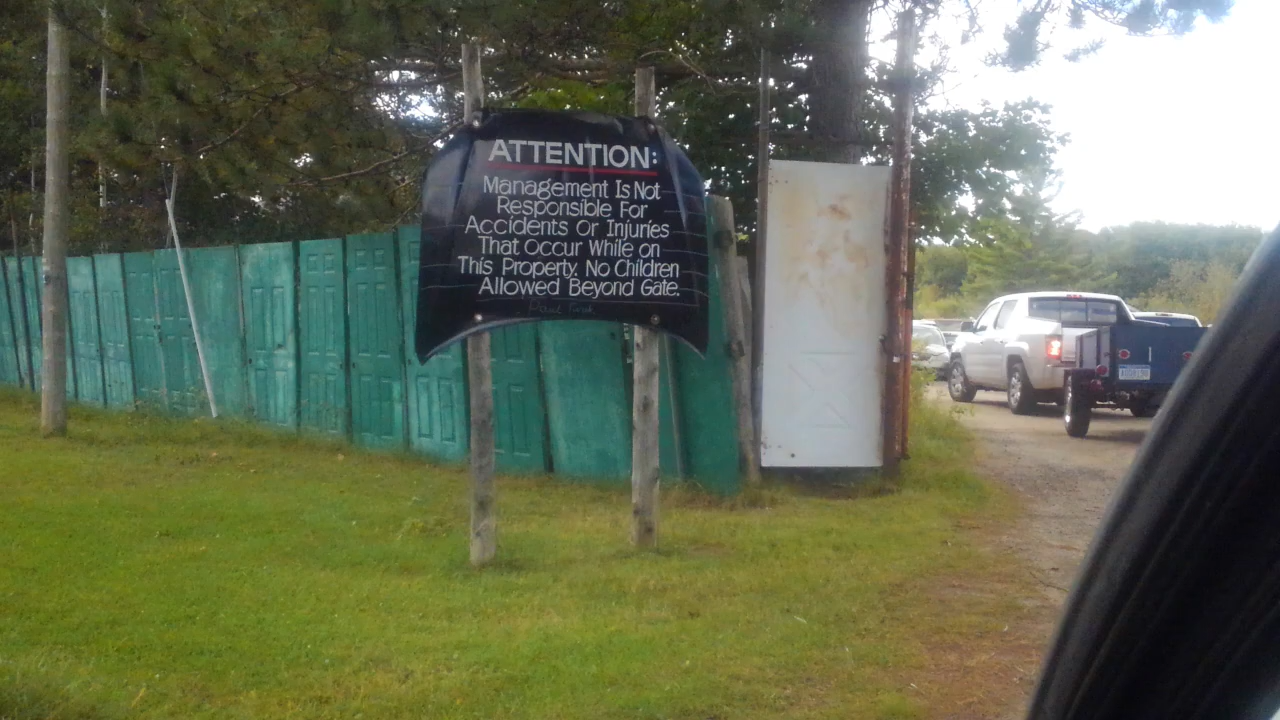 ATTENTION:
Management Is Not
Responsible For
Accidents Or Injuries
That Occur While on
This Property. No Children
Allowed Beyond Gate.